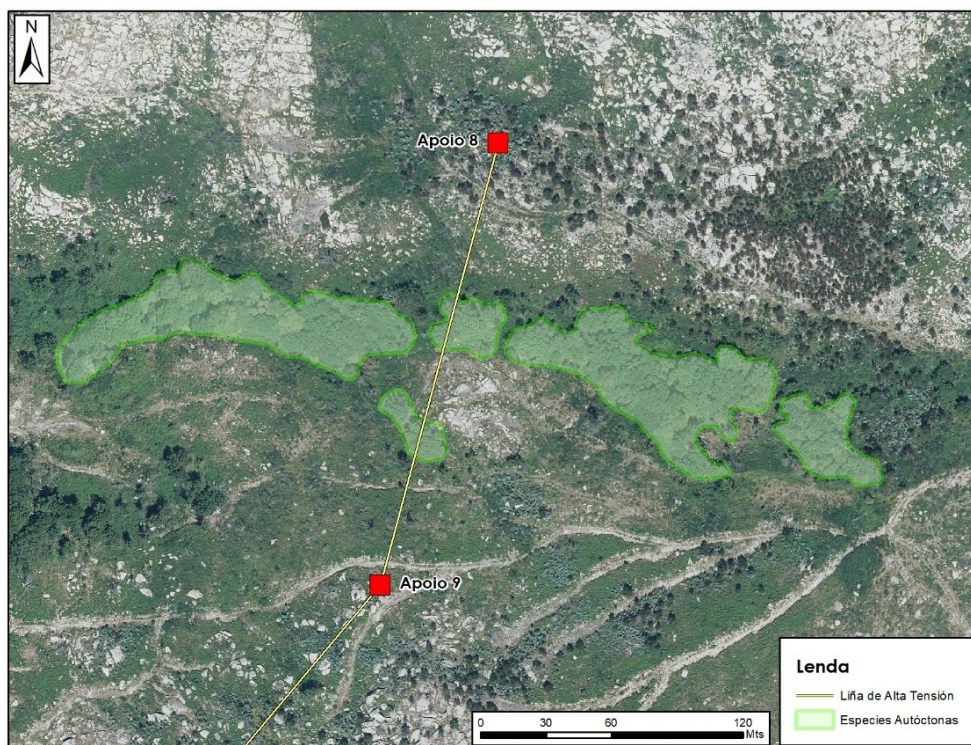 N
Apoio 8
Apoio 9
Lenda
Liña de Alta Tensión
Especies Autóctonas
0 30 60 120
Mts